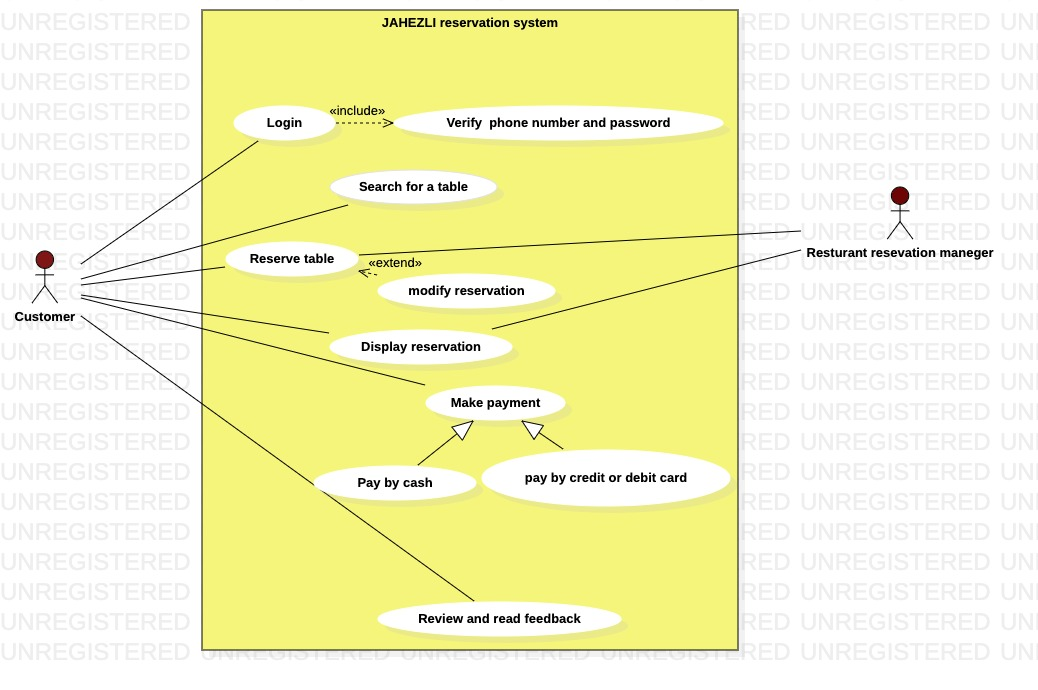 JAHEZLI reservation system
«include»
Login
Verify  phone number and password
Search for a table
Reserve table
Resturant resevation maneger
«extend»
modify reservation
Customer
Display reservation
Make payment
Pay by cash
pay by credit or debit card
Review and read feedback
UNREGISTERED